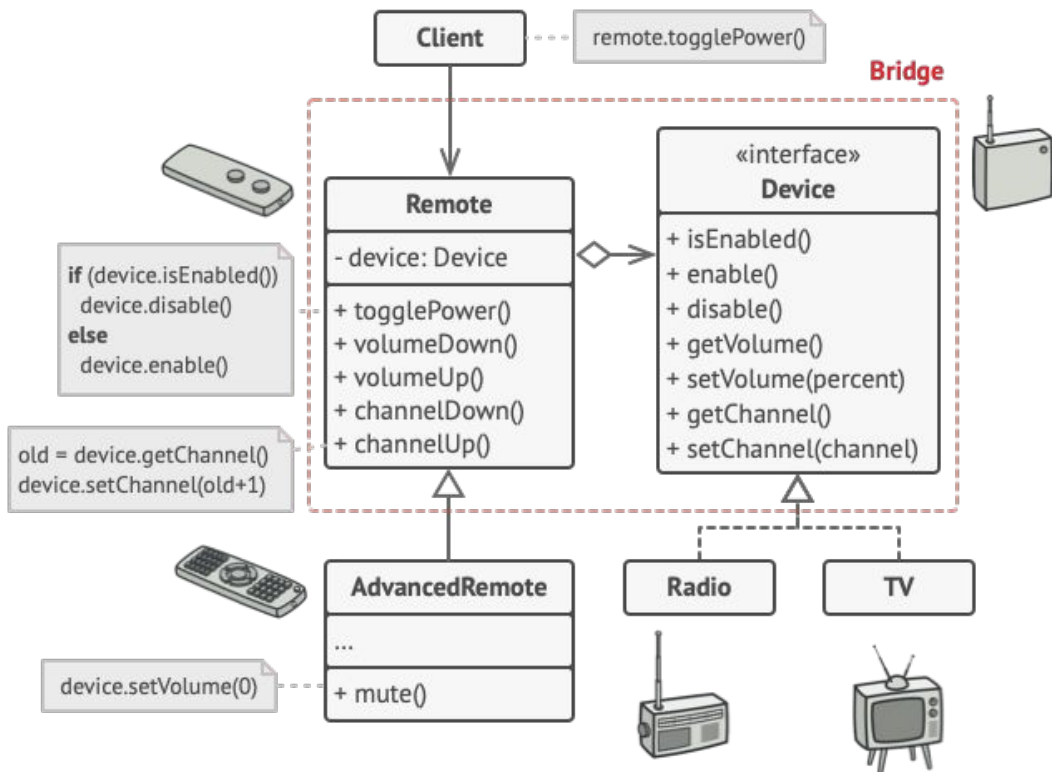 Client
remote.togglePower()
Bridge
Remote
- device: Device
+ togglePower()
+ volumeDown()
+ volumeUp()
+ channelDown()
+ channelUp()
«interface»
Device
+ isEnabled()
+ enable()
+ disable()
+ getVolume()
+ setVolume(percent)
+ getChannel()
+ setChannel(channel)
if (device.isEnabled())
device.disable()
else
device.enable()
old = device.getChannel()
device.setChannel(old+1)
AdvancedRemote
...
+ mute()
device.setVolume(0)
Radio
TV